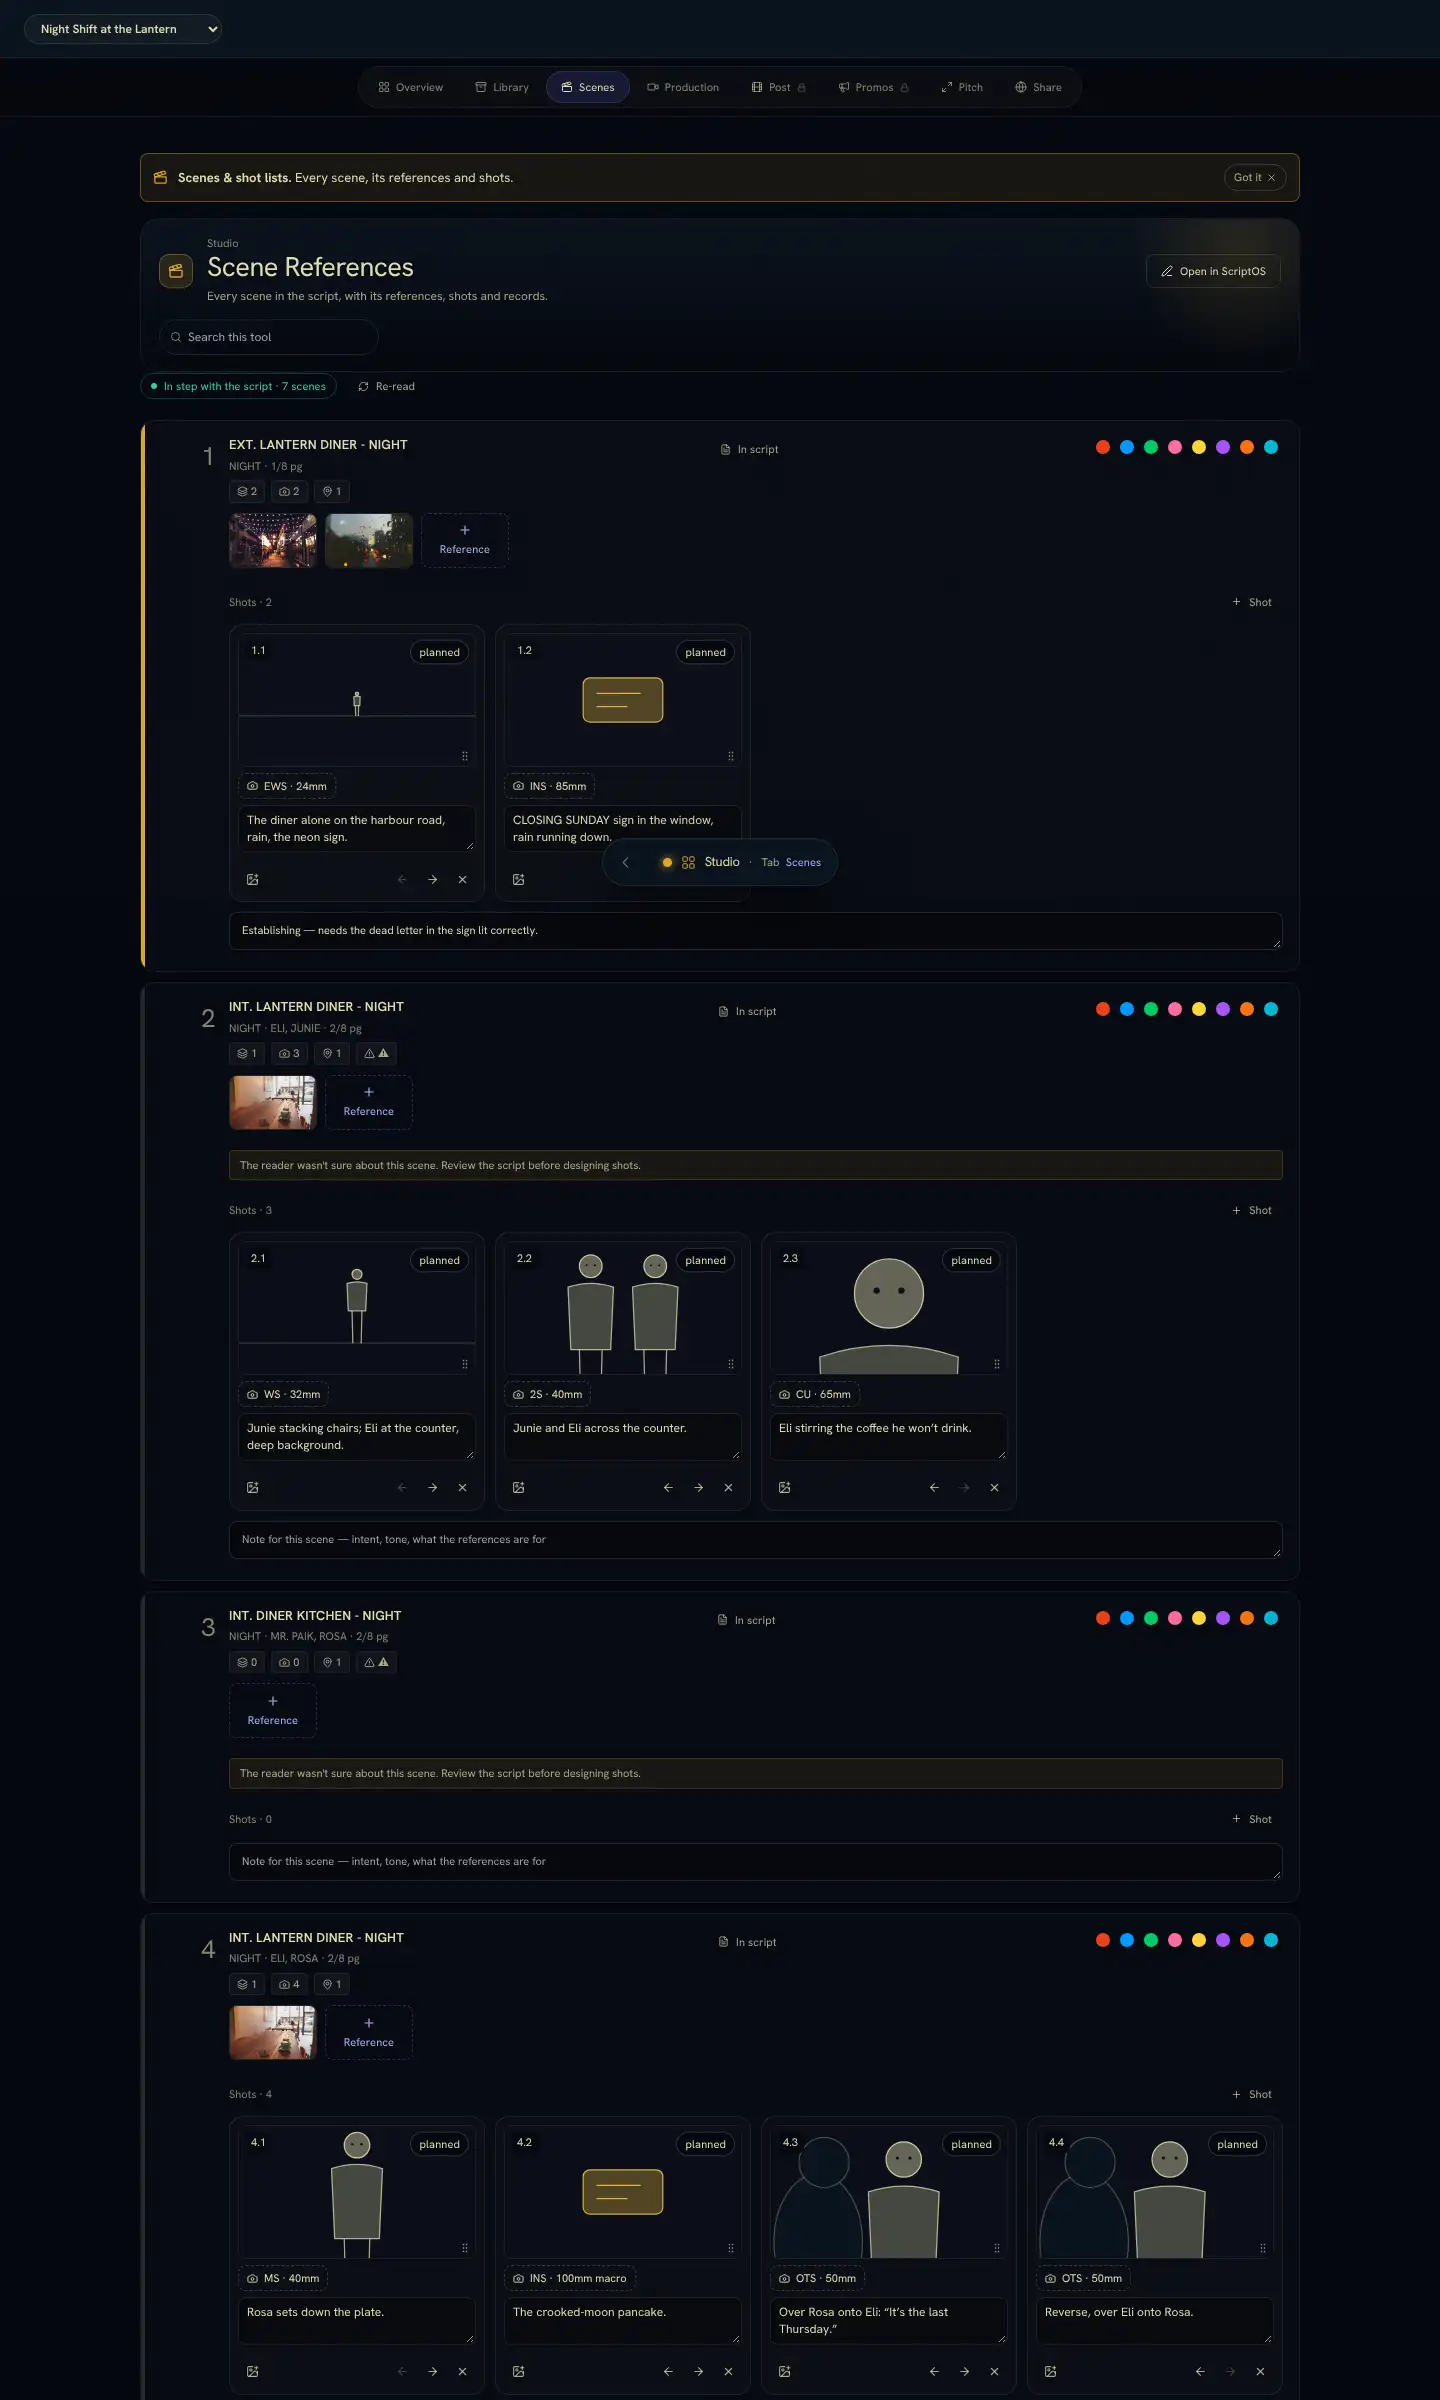 Night Shift at the Lantern
Overview
Library
Scenes
Production
Post
Promos
Pitch
Share
Scenes & shot lists. Every scene, its references and shots.
Got it
Studio
Scene References
Every scene in the script, with its references, shots and records.
Open in ScriptOS
Search this tool
In step with the script · 7 scenes
Re-read
1
EXT. LANTERN DINER - NIGHT
In script
NIGHT · 1/8 pg
2
2
1
Reference
Shots · 2
Shot
1.1
planned
EWS · 24mm
The diner alone on the harbour road,
rain, the neon sign.
1.2
planned
INS · 85mm
CLOSING SUNDAY sign in the window,
rain running down.
Studio · Tab Scenes
Establishing — needs the dead letter in the sign lit correctly.
2
INT. LANTERN DINER - NIGHT
In script
NIGHT · ELI, JUNIE · 2/8 pg
1
3
1
Reference
The reader wasn't sure about this scene. Review the script before designing shots.
Shots · 3
Shot
2.1
planned
WS · 32mm
Junie stacking chairs; Eli at the counter,
deep background.
2.2
planned
2S · 40mm
Junie and Eli across the counter.
2.3
planned
CU · 65mm
Eli stirring the coffee he won’t drink.
Note for this scene — intent, tone, what the references are for
3
INT. DINER KITCHEN - NIGHT
In script
NIGHT · MR. PAIK, ROSA · 2/8 pg
0
0
1
Reference
The reader wasn't sure about this scene. Review the script before designing shots.
Shots · 0
Shot
Note for this scene — intent, tone, what the references are for
4
INT. LANTERN DINER - NIGHT
In script
NIGHT · ELI, ROSA · 2/8 pg
1
4
1
Reference
Shots · 4
Shot
4.1
planned
MS · 40mm
Rosa sets down the plate.
4.2
planned
INS · 100mm macro
The crooked-moon pancake.
4.3
planned
OTS · 50mm
Over Rosa onto Eli: “It’s the last
Thursday.”
4.4
planned
OTS · 50mm
Reverse, over Eli onto Rosa.